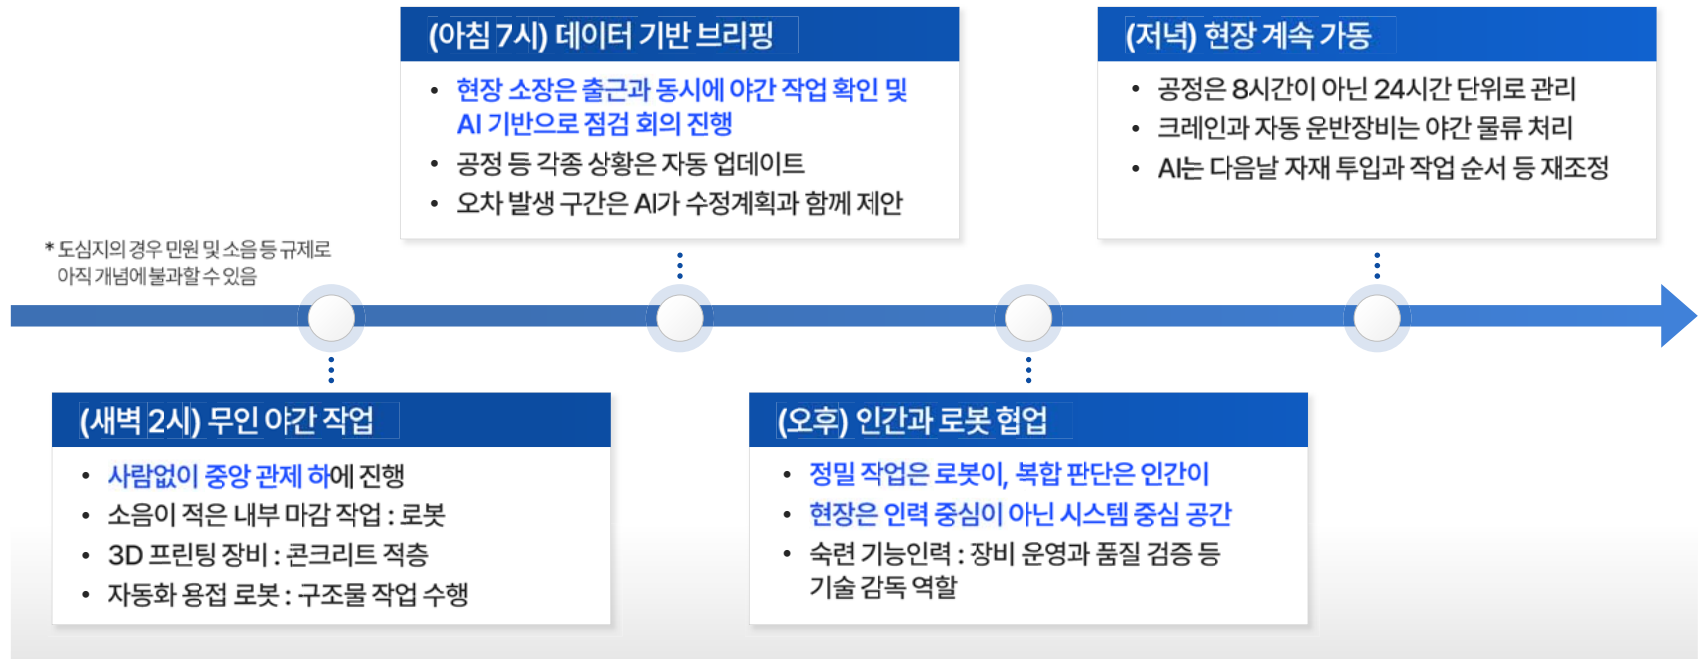 (아침 7시) 데이터 기반 브리핑
• 현장 소장은 출근과 동시에 야간 작업 확인 및
AI 기반으로 점검 회의 진행
• 공정 등 각종 상황은 자동 업데이트
• 오차 발생 구간은 AI가 수정계획과 함께 제안
(저녁) 현장 계속 가동
• 공정은 8시간이 아닌 24시간 단위로 관리
• 크레인과 자동 운반장비는 야간 물류 처리
• AI는 다음날 자재 투입과 작업 순서 등 재조정
* 도심지의 경우 민원 및 소음 등 규제로
아직 개념에 불과할 수 있음
(새벽 2시) 무인 야간 작업
• 사람없이 중앙 관제 하에 진행
• 소음이 적은 내부 마감 작업 : 로봇
• 3D 프린팅 장비 : 콘크리트 적층
• 자동화 용접 로봇 : 구조물 작업 수행
(오후) 인간과 로봇 협업
• 정밀 작업은 로봇이, 복합 판단은 인간이
• 현장은 인력 중심이 아닌 시스템 중심 공간
• 숙련 기능인력 : 장비 운영과 품질 검증 등
기술 감독 역할